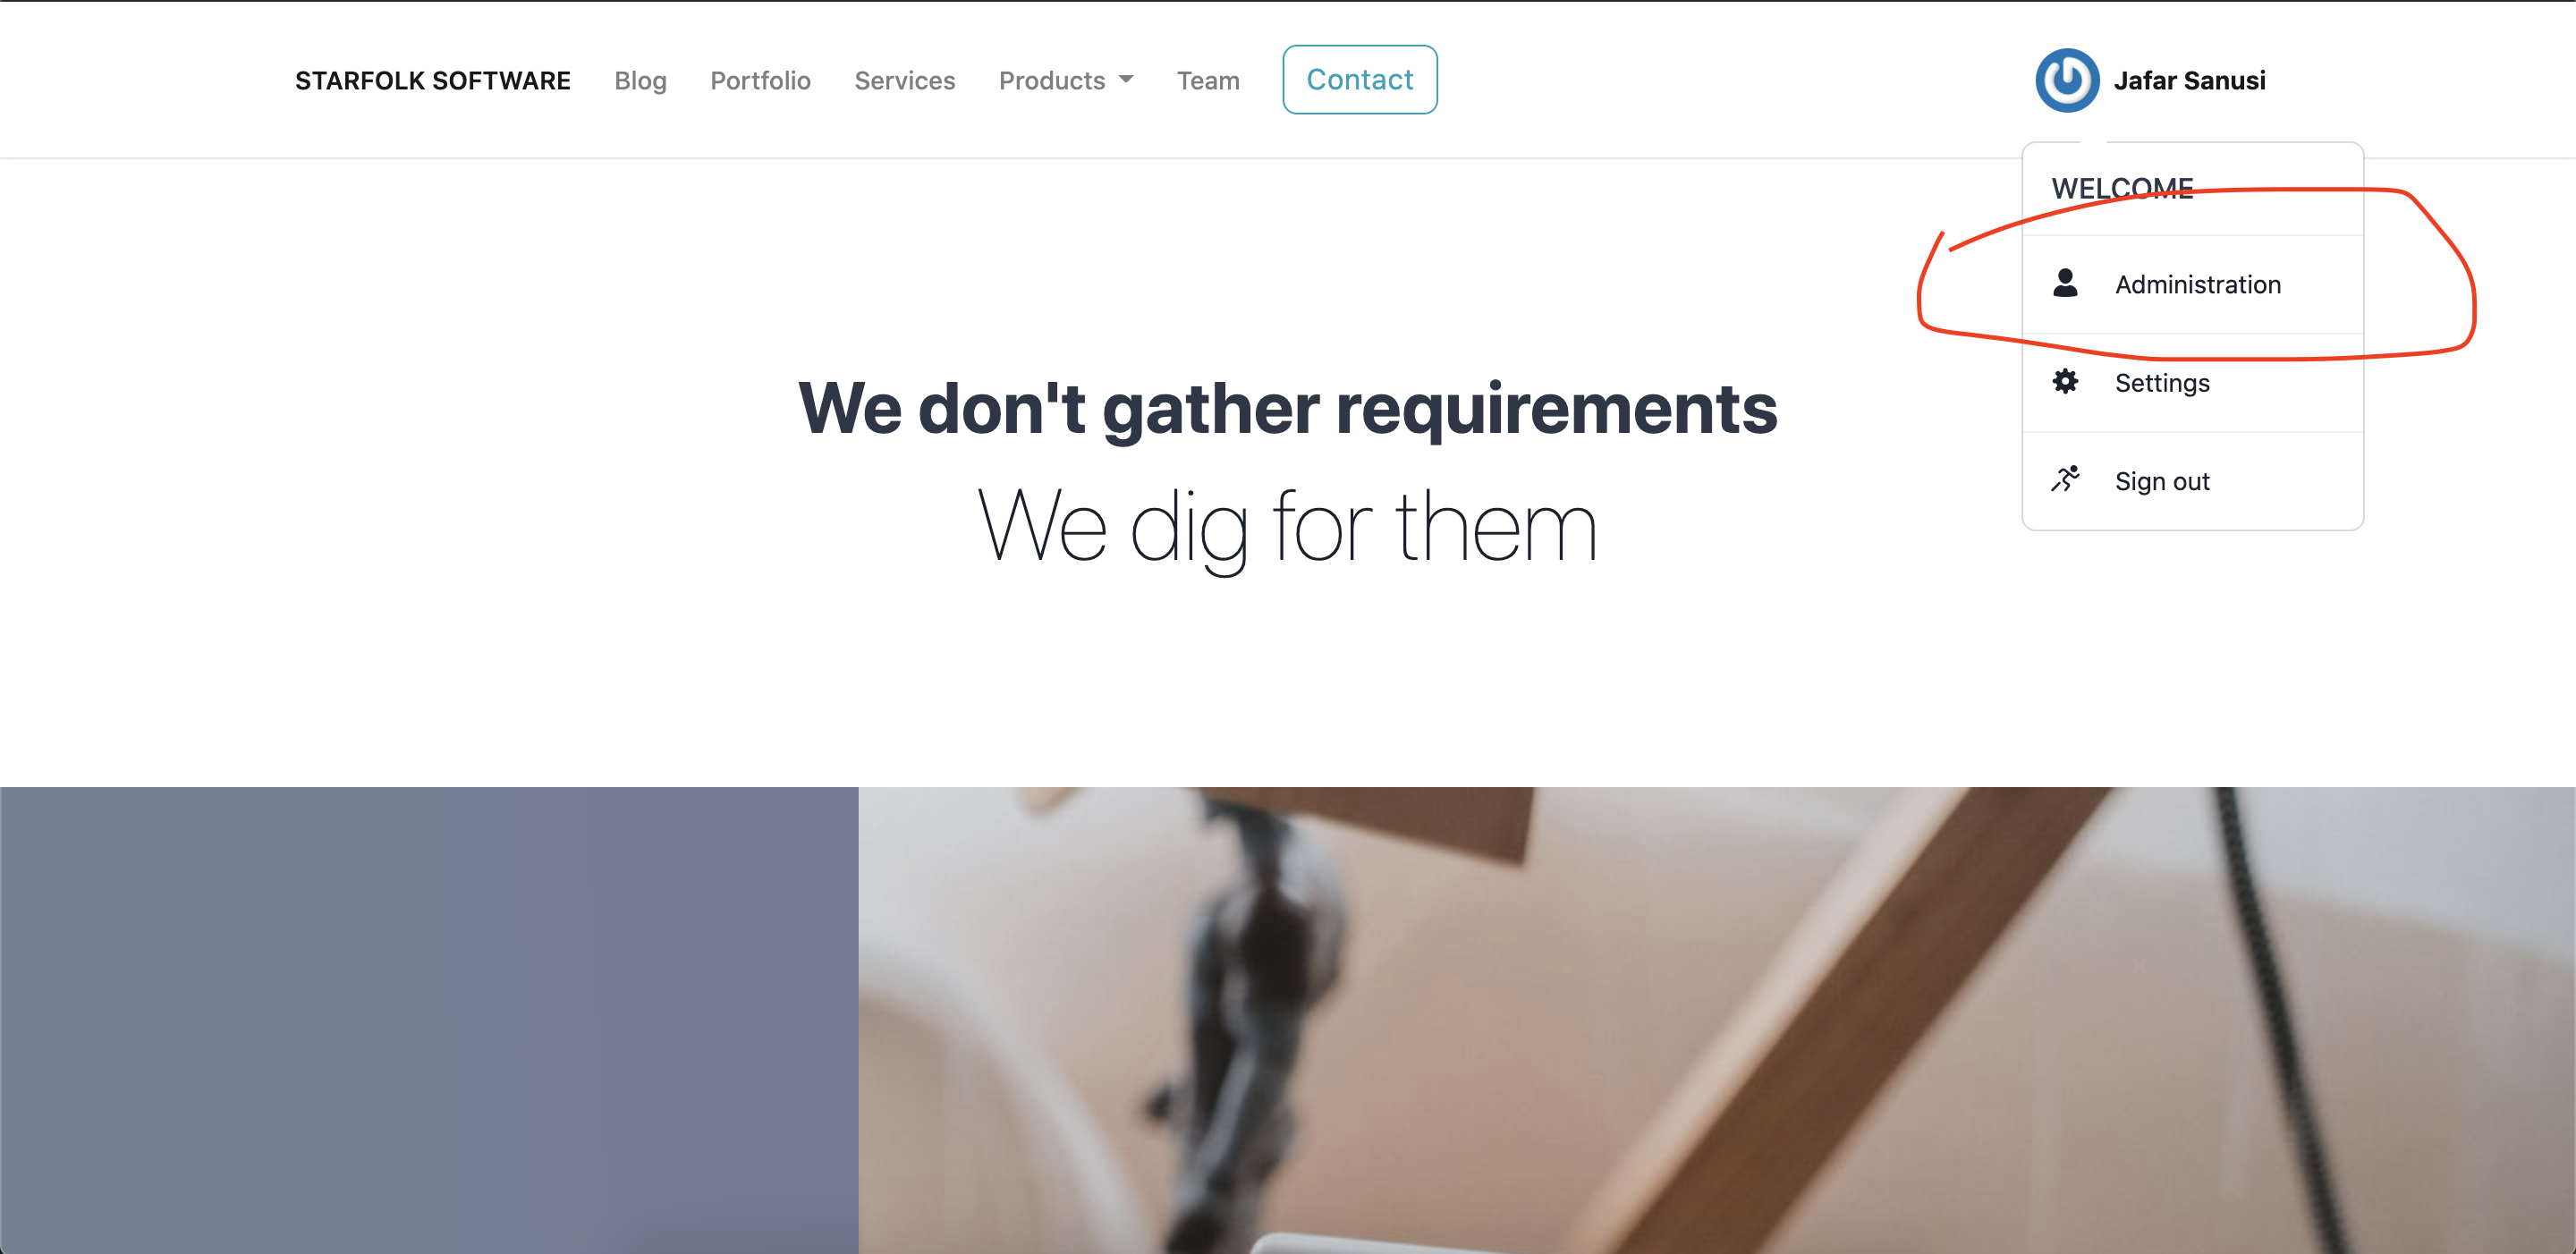 STARFOLK SOFTWARE Blog Portfolio Services Products Team Contact Jafar Sanusi
WELCOME
Administration
Settings
Sign out
We don't gather requirements
We dig for them